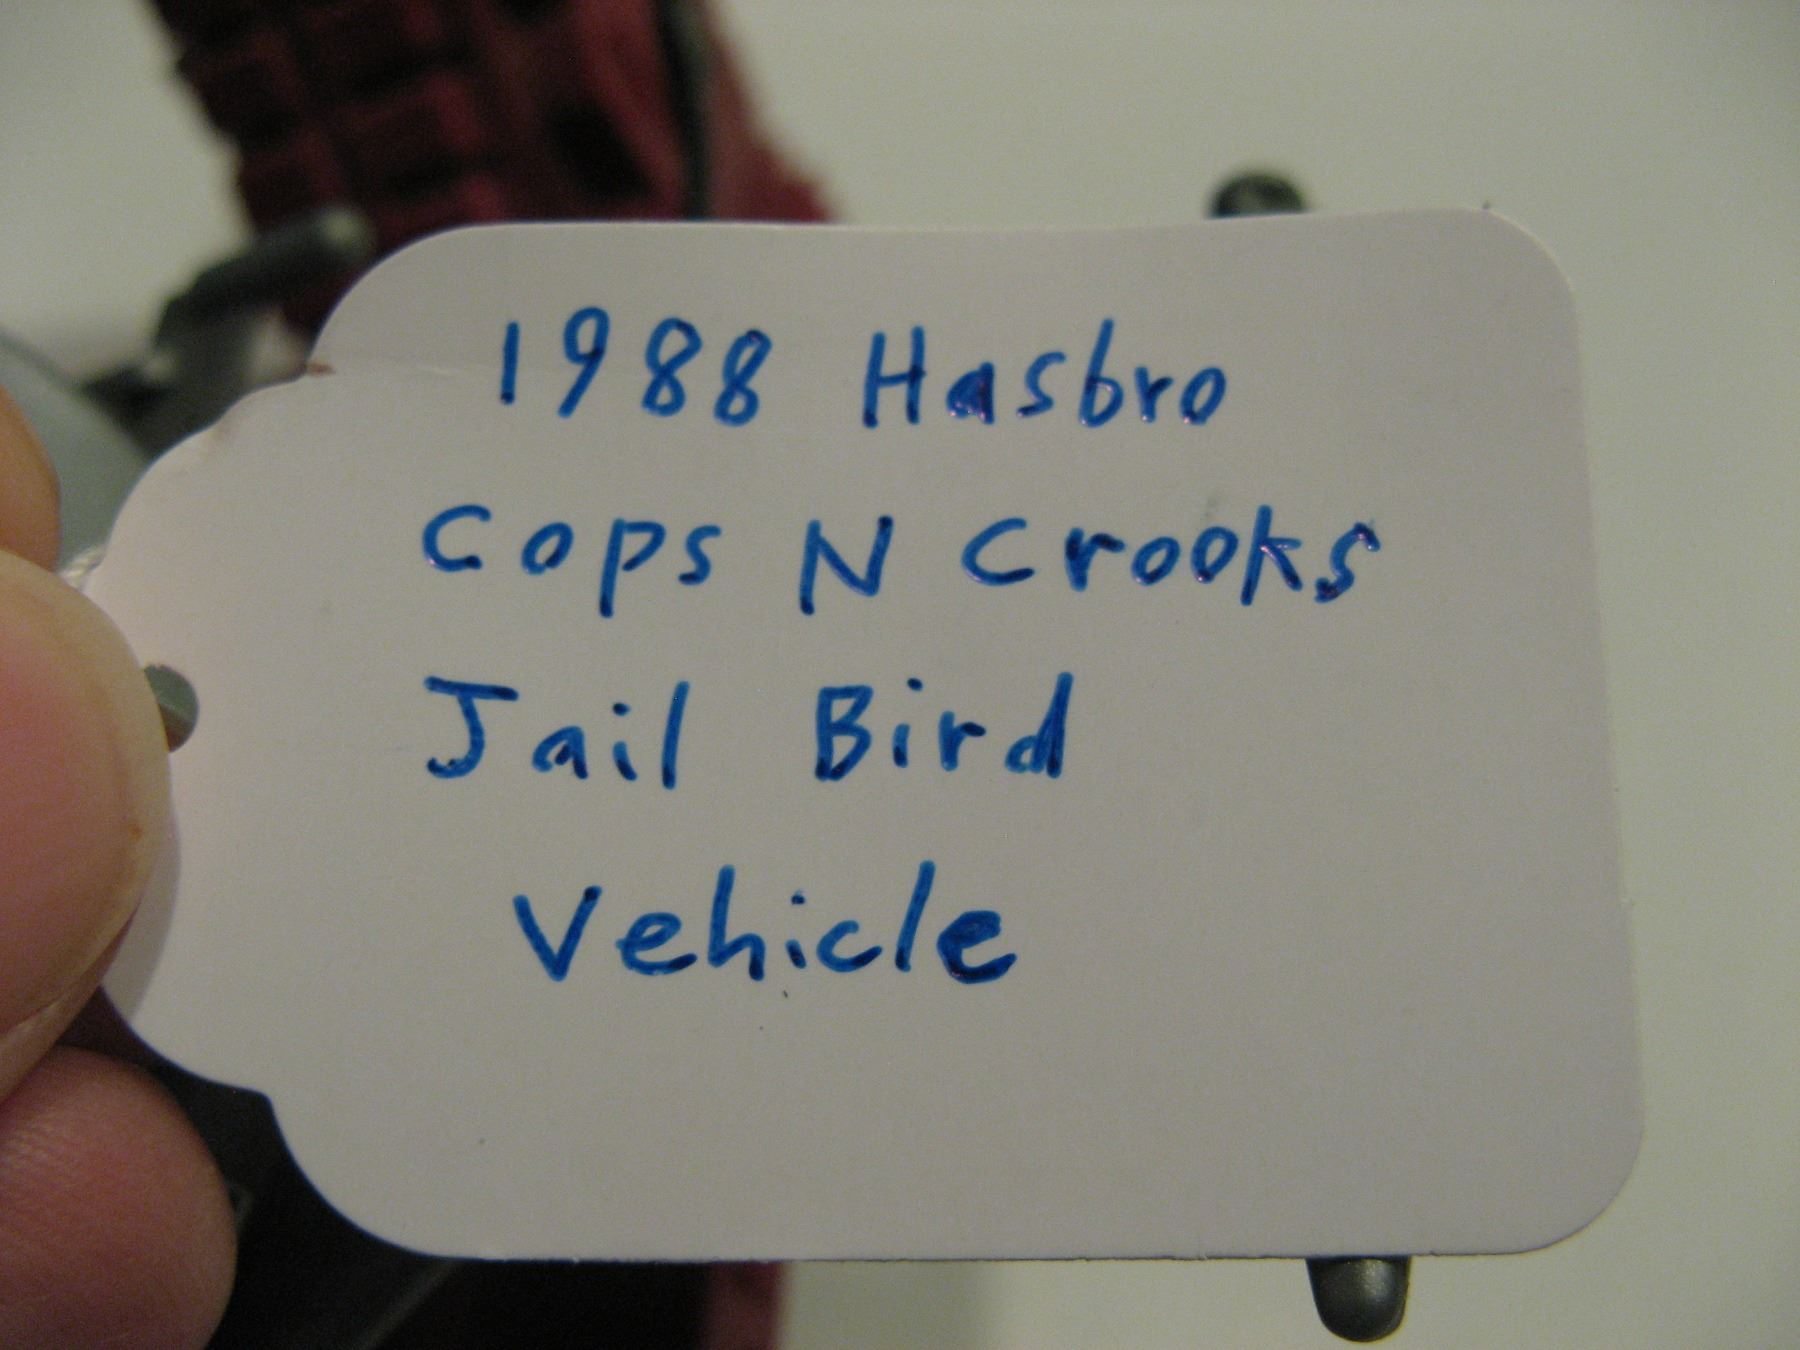 1988 Hasbro
Cops N Crooks
Jail Bird
Vehicle